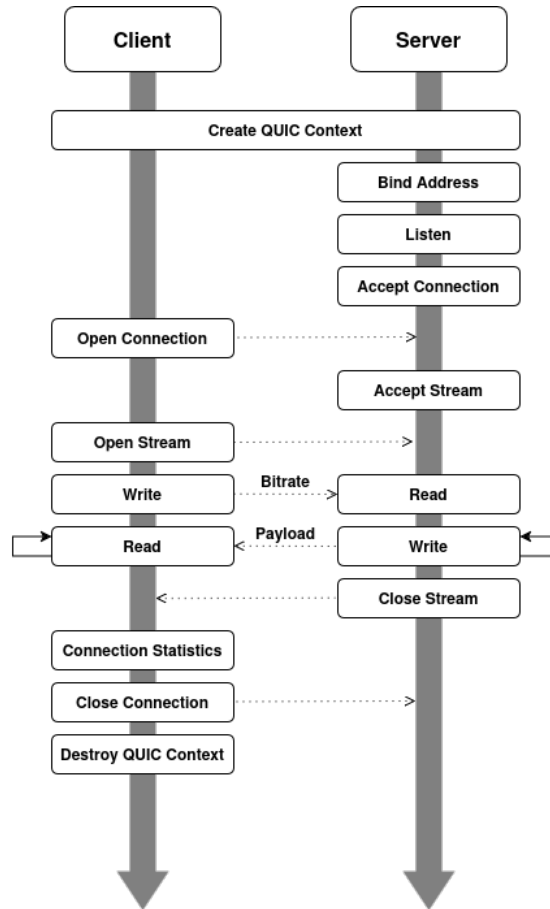 Client
Server
Create QUIC Context
Bind Address
Listen
Accept Connection
Open Connection
Accept Stream
Open Stream
Bitrate
Write
Read
Payload
Read
Write
Close Stream
Connection Statistics
Close Connection
Destroy QUIC Context